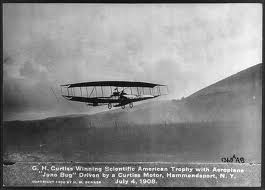 G. H. Curtiss Winning Scientific American Trophy with Aeroplane
"June Bug" Driven by a Curtiss Motor, Hammondsport, N. Y.
July 4, 1908.